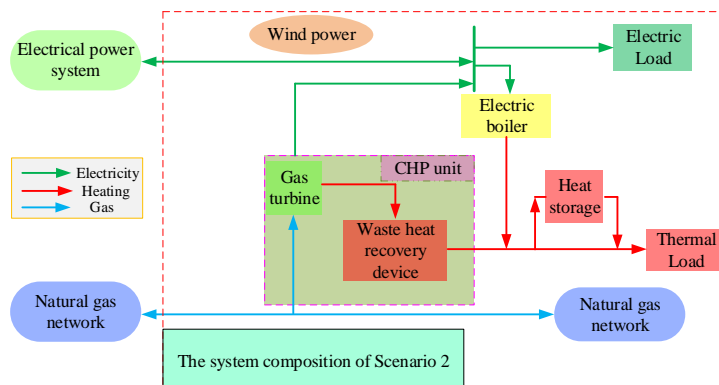 Wind power
Electrical power
system
Electric
Load
Electric
boiler
Electricity
Heating
Gas
CHP unit
Gas
turbine
Waste heat
recovery
device
Heat
storage
Thermal
Load
Natural gas
network
Natural gas
network
The system composition of Scenario 2